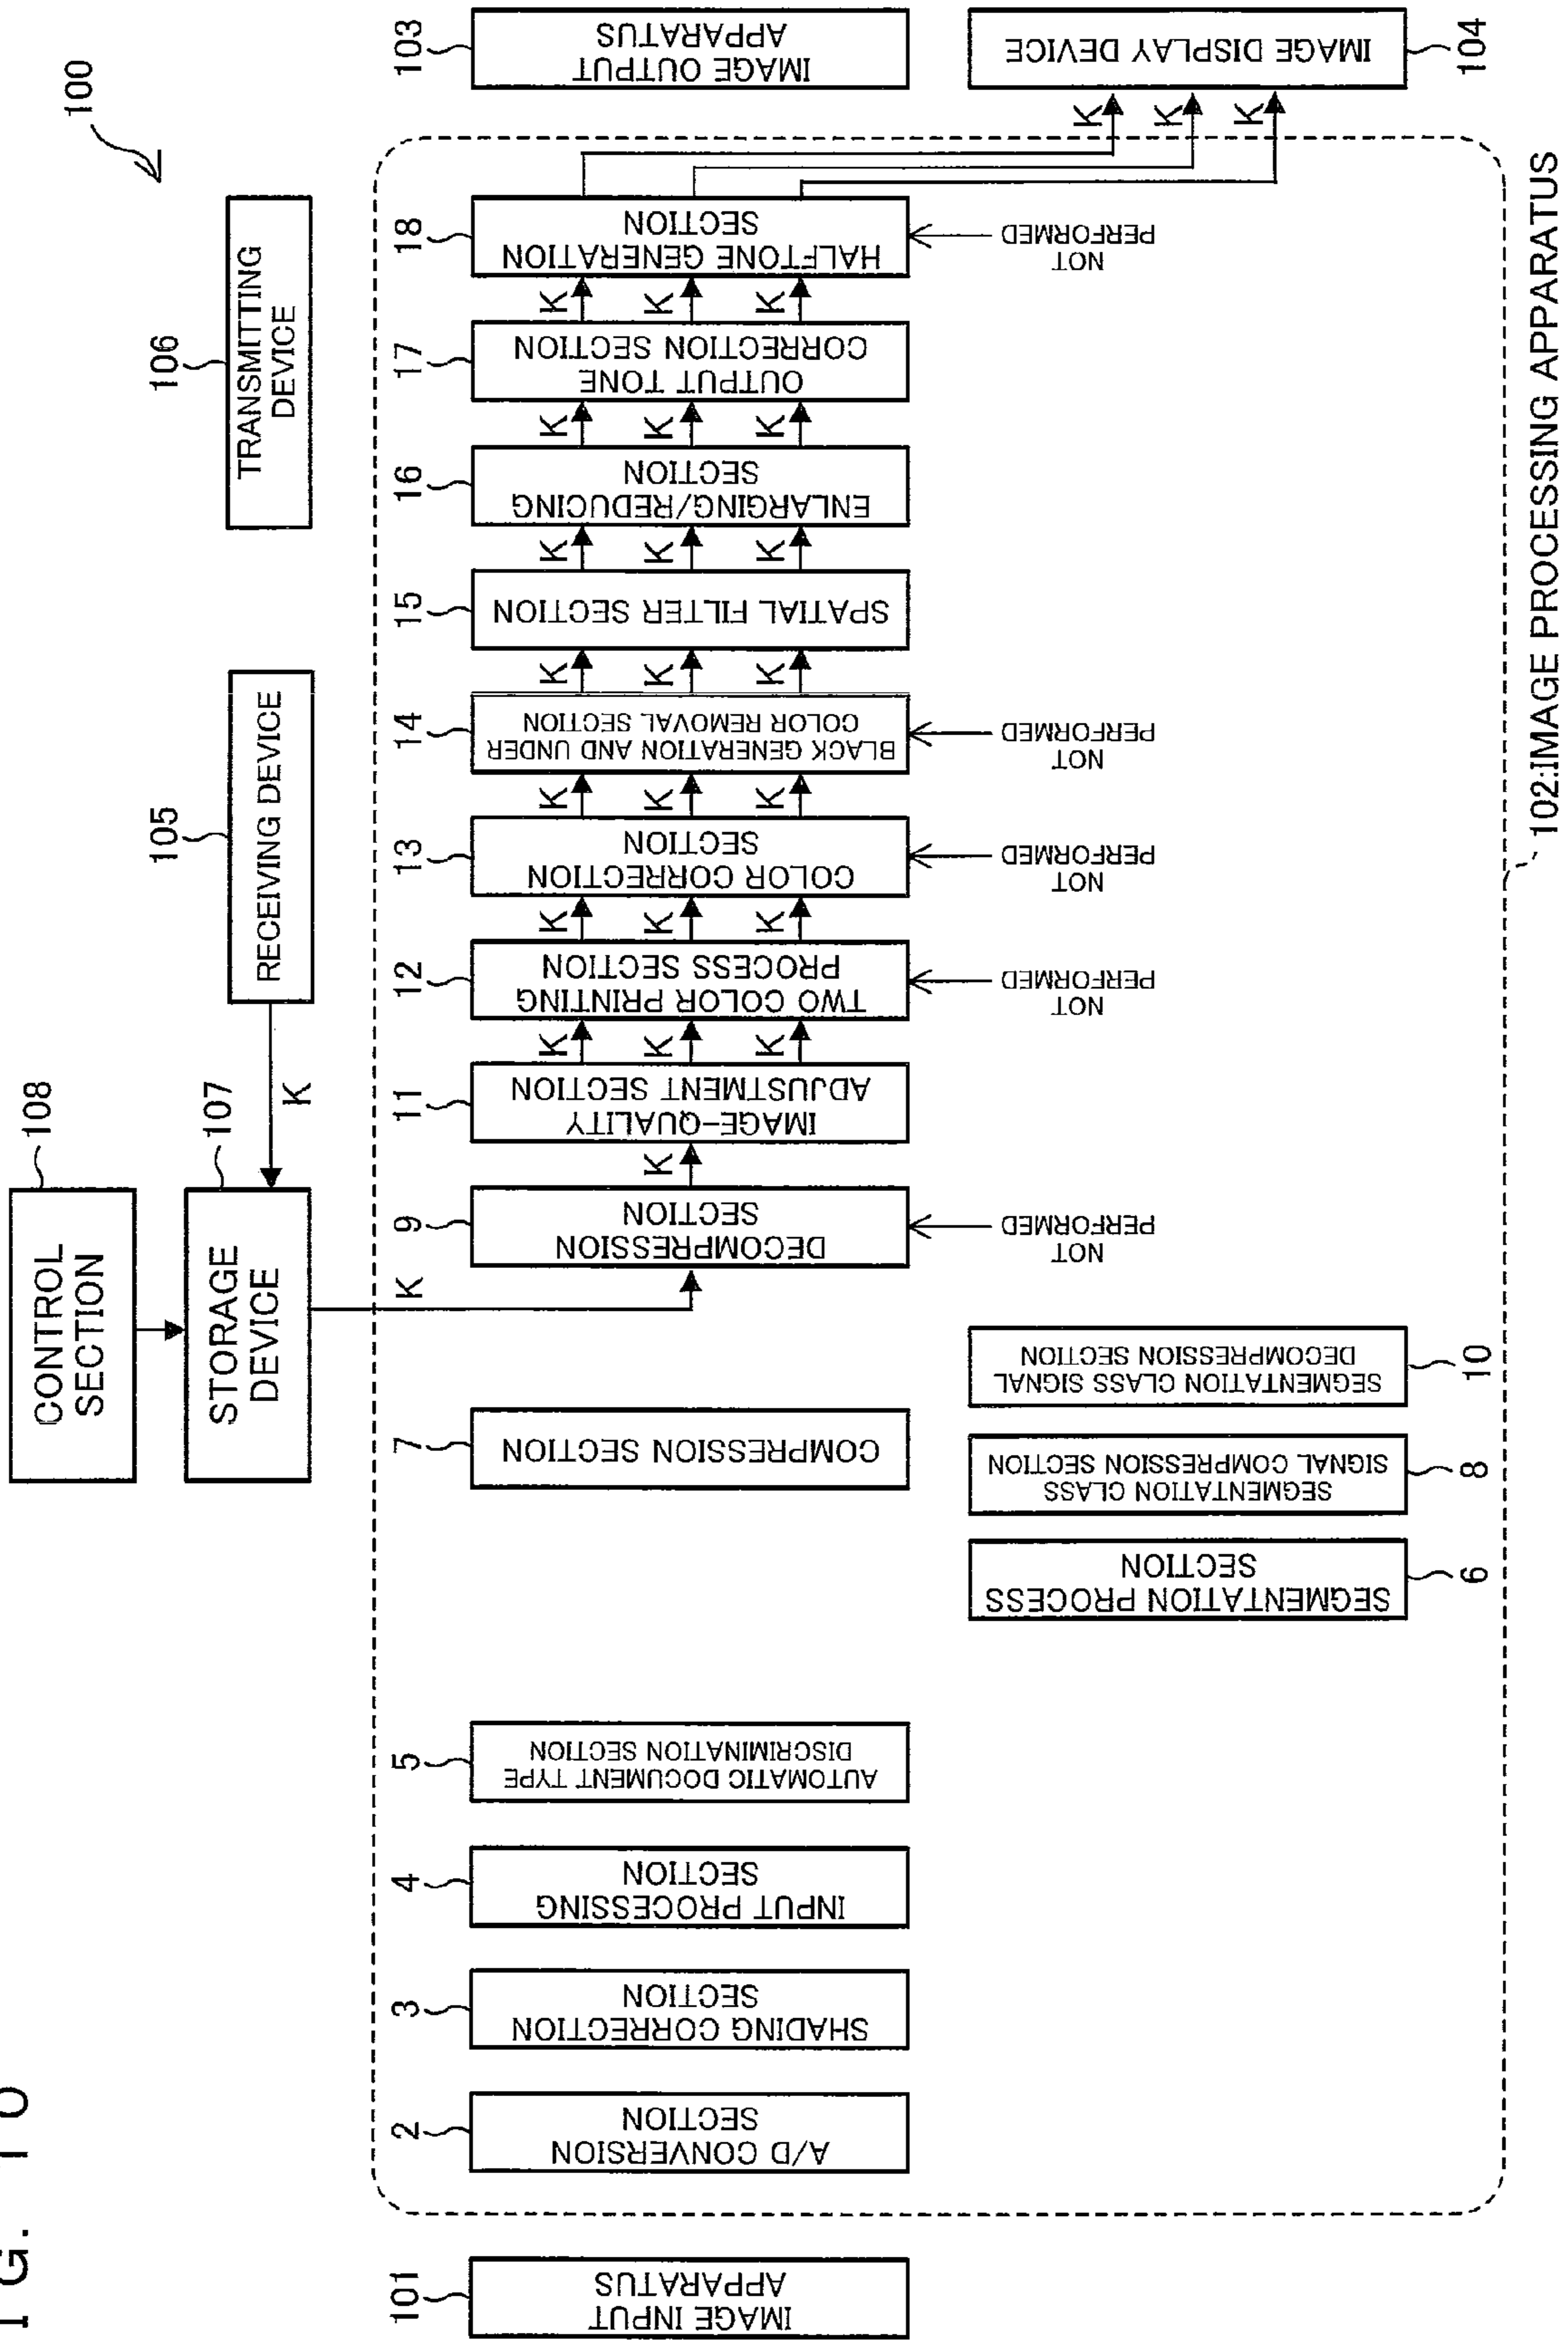 I G. 1 0
100
108
CONTROL
SECTION
107
STORAGE
DEVICE
K
105
RECEIVING DEVICE
106
TRANSMITTING
DEVICE
K
101
IMAGE INPUT
APPARATUS
2
A/D CONVERSION
SECTION
3
SHADING CORRECTION
SECTION
4
INPUT PROCESSING
SECTION
5
AUTOMATIC DOCUMENT TYPE
DISCRIMINATION SECTION
7
COMPRESSION SECTION
9
DECOMPRESSION
SECTION
NOT
PERFORMED
K
11
IMAGE-QUALITY
ADJUSTMENT SECTION
K
K
K
12
TWO COLOR PRINTING
PROCESS SECTION
NOT
PERFORMED
K
K
K
13
COLOR CORRECTION
SECTION
NOT
PERFORMED
K
K
K
14
BLACK GENERATION AND UNDER
COLOR REMOVAL SECTION
NOT
PERFORMED
K
K
K
15
SPATIAL FILTER SECTION
K
K
K
16
ENLARGING/REDUCING
SECTION
K
K
K
17
OUTPUT TONE
CORRECTION SECTION
K
K
K
18
HALFTONE GENERATION
SECTION
NOT
PERFORMED
K
K
K
103
IMAGE OUTPUT
APPARATUS
IMAGE DISPLAY DEVICE
104
SEGMENTATION PROCESS
SECTION
6
SEGMENTATION CLASS
SIGNAL COMPRESSION SECTION
8
SEGMENTATION CLASS SIGNAL
DECOMPRESSION SECTION
10
102:IMAGE PROCESSING APPARATUS